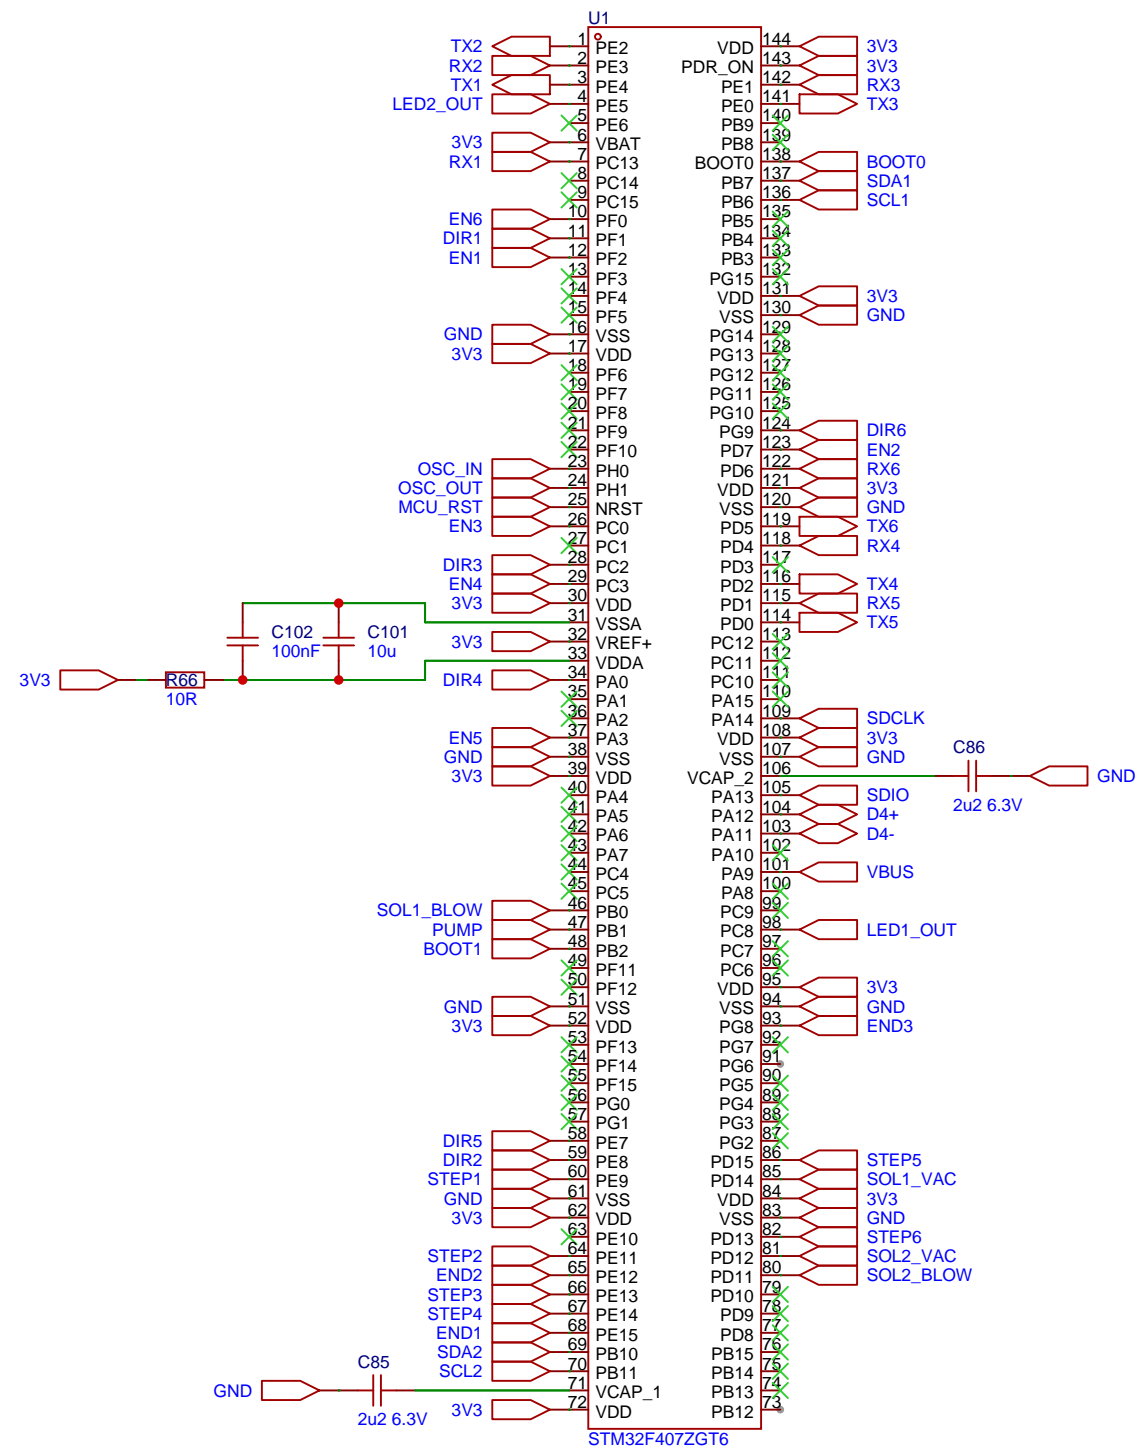 U1
TX2 1 PE2 VDD 144 3V3
RX2 2 PE3 PDR_ON 143 3V3
TX1 3 PE4 PE1 142 RX3
LED2_OUT 4 PE5 PE0 141 TX3
5 PE6 PB9 140
3V3 6 VBAT PB8 139
RX1 7 PC13 BOOT0 138 BOOT0
8 PC14 PB7 137 SDA1
9 PC15 PB6 136 SCL1
EN6 10 PF0 PB5 135
DIR1 11 PF1 PB4 134
EN1 12 PF2 PB3 133
13 PF3 PG15 132
14 PF4 VDD 131 3V3
15 PF5 VSS 130 GND
GND 16 VSS PG14 129
3V3 17 VDD PG13 128
18 PF6 PG12 127
19 PF7 PG11 126
20 PF8 PG10 125
21 PF9 PG9 124 DIR6
22 PF10 PD7 123 EN2
OSC_IN 23 PH0 PD6 122 RX6
OSC_OUT 24 PH1 VDD 121 3V3
MCU_RST 25 NRST VSS 120 GND
EN3 26 PC0 PD5 119 TX6
27 PC1 PD4 118 RX4
DIR3 28 PC2 PD3 117
EN4 29 PC3 PD2 116 TX4
3V3 30 VDD PD1 115 RX5
31 VSSA PD0 114 TX5
C102 C101
100nF 10u
3V3 32 VREF+ PC12 113
33 VDDA PC11 112
3V3 R66 DIR4 34 PA0 PC10 111
10R
35 PA1 PA15 110
36 PA2 PA14 109 SDCLK
EN5 37 PA3 VDD 108 3V3
GND 38 VSS VSS 107 GND
C86
3V3 39 VDD VCAP_2 106 GND
2u2 6.3V
40 PA4 PA13 105 SDIO
41 PA5 PA12 104 D4+
42 PA6 PA11 103 D4-
43 PA7 PA10 102
44 PC4 PA9 101 VBUS
45 PC5 PA8 100
SOL1_BLOW 46 PB0 PC9 99
PUMP 47 PB1 PC8 98 LED1_OUT
BOOT1 48 PB2 PC7 97
49 PF11 PC6 96
50 PF12 VDD 95 3V3
GND 51 VSS VSS 94 GND
3V3 52 VDD PG8 93 END3
53 PF13 PG7 92
54 PF14 PG6 91
55 PF15 PG5 90
56 PG0 PG4 89
57 PG1 PG3 88
DIR5 58 PE7 PG2 87
DIR2 59 PE8 PD15 86 STEP5
STEP1 60 PE9 PD14 85 SOL1_VAC
GND 61 VSS VDD 84 3V3
3V3 62 VDD VSS 83 GND
63 PE10 PD13 82 STEP6
STEP2 64 PE11 PD12 81 SOL2_VAC
END2 65 PE12 PD11 80 SOL2_BLOW
STEP3 66 PE13 PD10 79
STEP4 67 PE14 PD9 78
END1 68 PE15 PD8 77
SDA2 69 PB10 PB15 76
SCL2 70 PB11 PB14 75
C85
GND 71 VCAP_1 PB13 74
2u2 6.3V
3V3 72 VDD PB12 73
STM32F407ZGT6